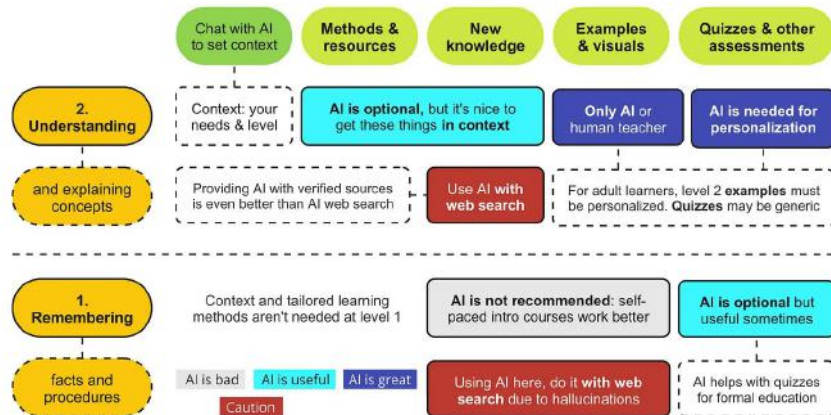 Chat with AI
to set context
Methods &
resources
New
knowledge
Examples
& visuals
Quizzes & other
assessments
2.
Understanding
Context: your
needs & level
AI is optional, but it's nice to
get these things in context
Only AI or
human teacher
AI is needed for
personalization
and explaining
concepts
Providing AI with verified sources
is even better than AI web search
Use AI with
web search
For adult learners, level 2 examples must
be personalized. Quizzes may be generic
1.
Remembering
Context and tailored learning
methods aren't needed at level 1
AI is not recommended: self-
paced intro courses work better
AI is optional but
useful sometimes
facts and
procedures
AI is bad
AI is useful
AI is great
Caution
Using AI here, do it with web
search due to hallucinations
AI helps with quizzes
for formal education